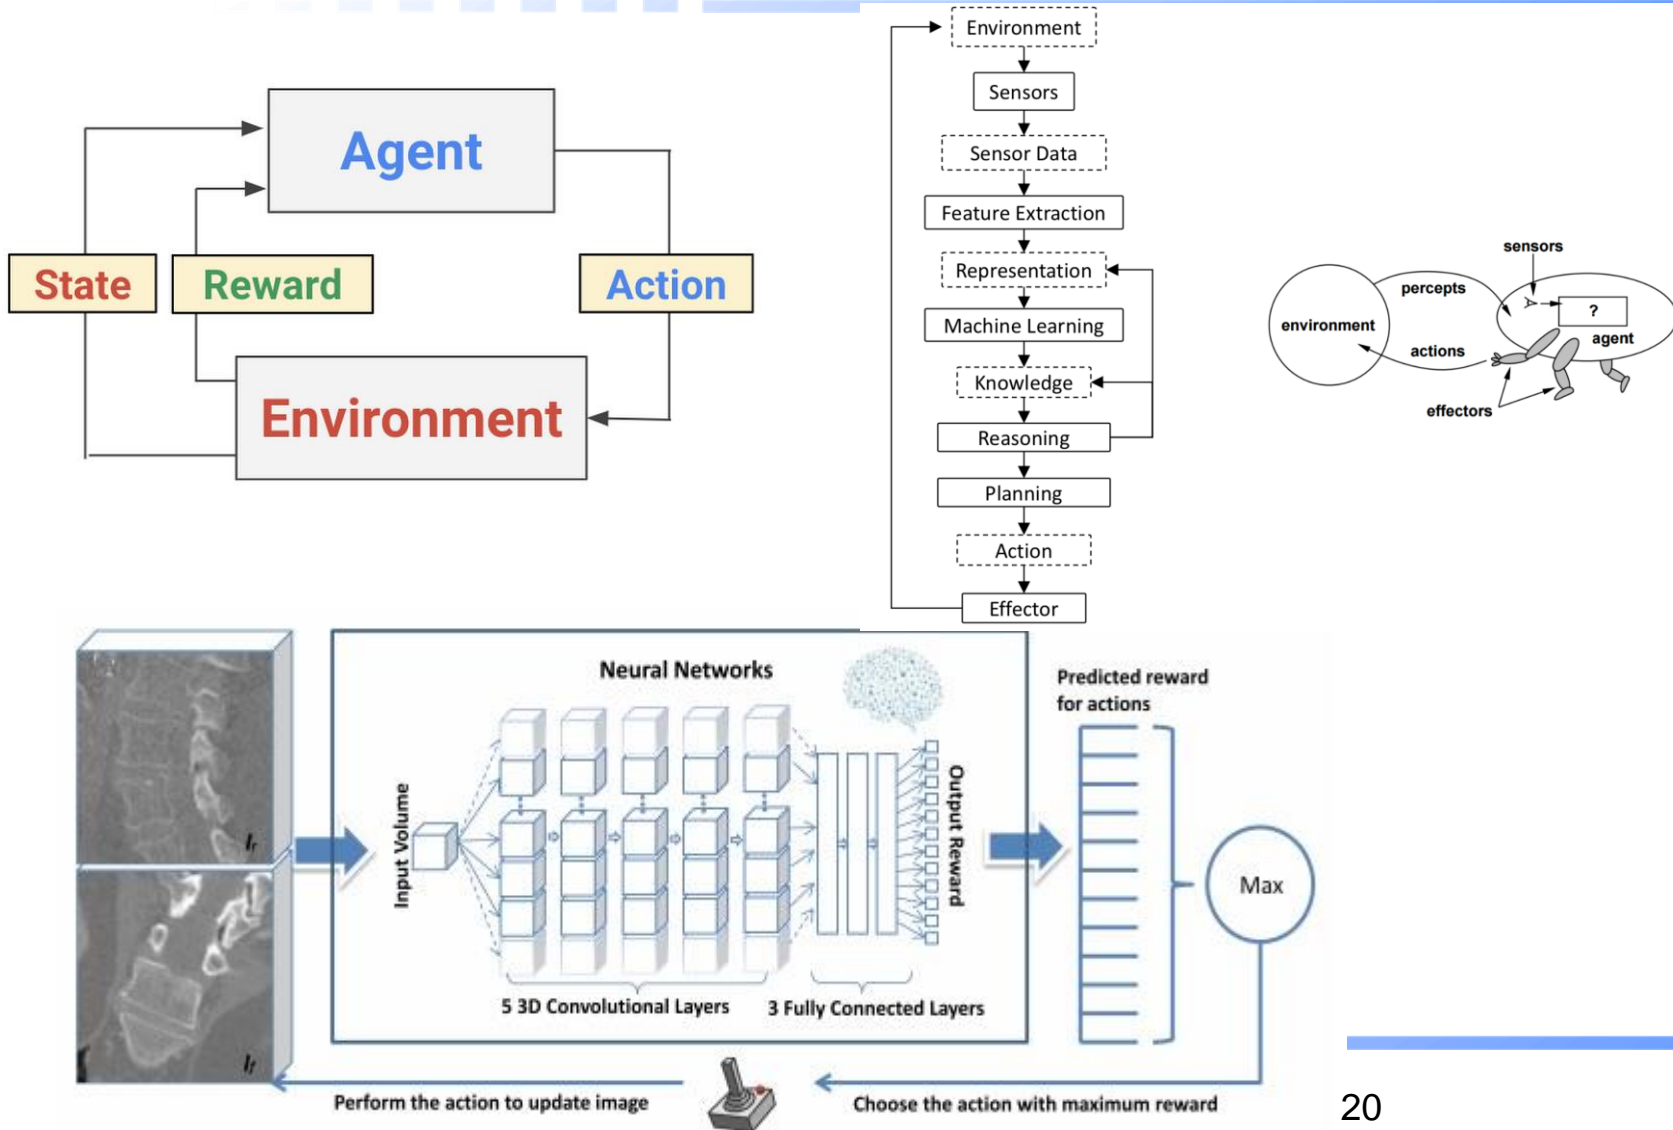 Agent
State
Reward
Action
Environment
Environment
Sensors
Sensor Data
Feature Extraction
Representation
Machine Learning
Knowledge
Reasoning
Planning
Action
Effector
sensors
percepts
?
environment
agent
actions
effectors
Neural Networks
Input Volume
Output Reward
5 3D Convolutional Layers
3 Fully Connected Layers
Predicted reward
for actions
Max
Ir
If
Perform the action to update image
Choose the action with maximum reward
20